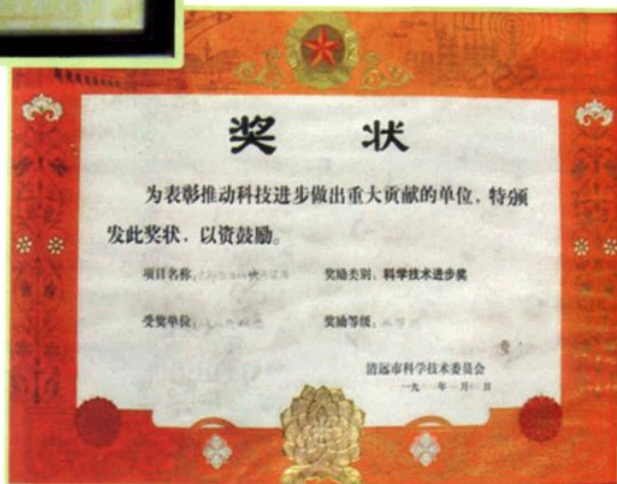 奖 状
为表彰推动科技进步做出重大贡献的单位，特颁
发此奖状，以资鼓励。
项目名称： 奖励类别：科学技术进步奖
受奖单位： 奖励等级：
清远市科学技术委员会
一九 年 月 日